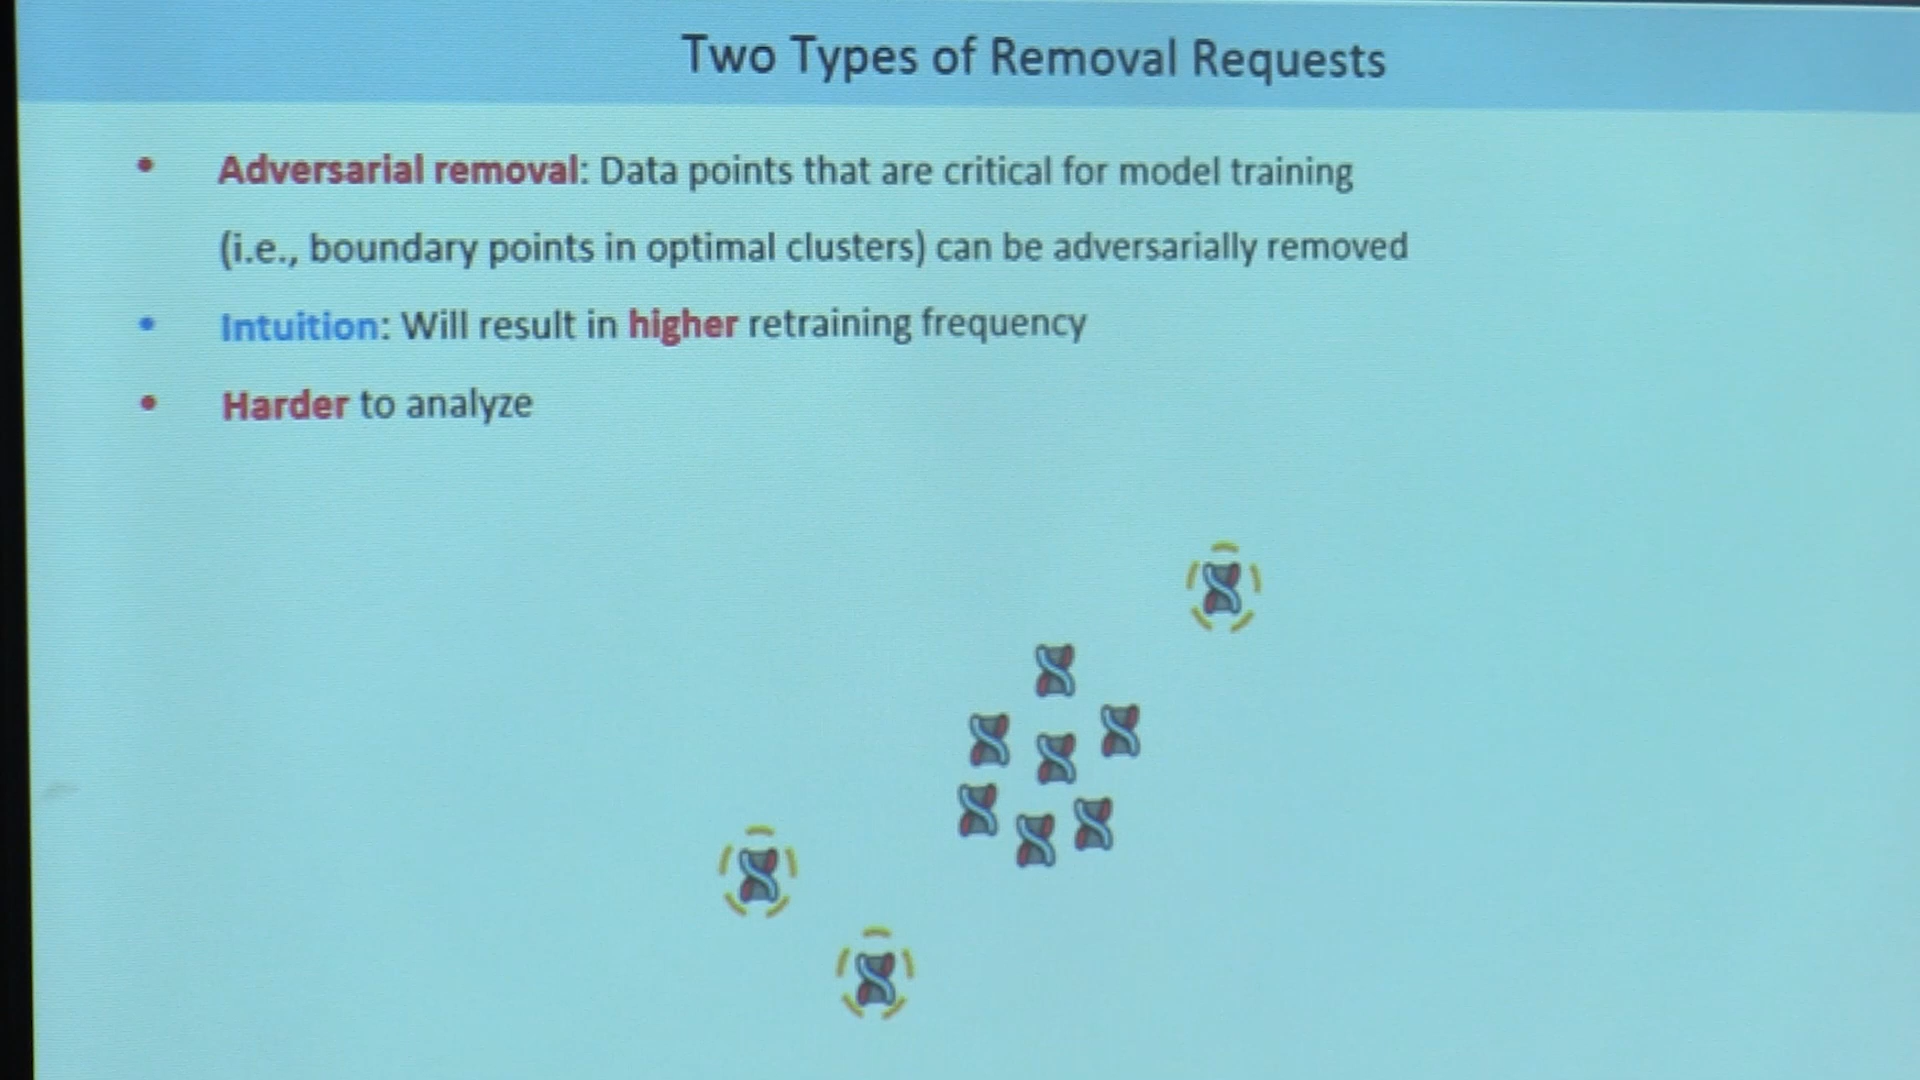 Two Types of Removal Requests
• Adversarial removal: Data points that are critical for model training
(i.e., boundary points in optimal clusters) can be adversarially removed
• Intuition: Will result in higher retraining frequency
• Harder to analyze